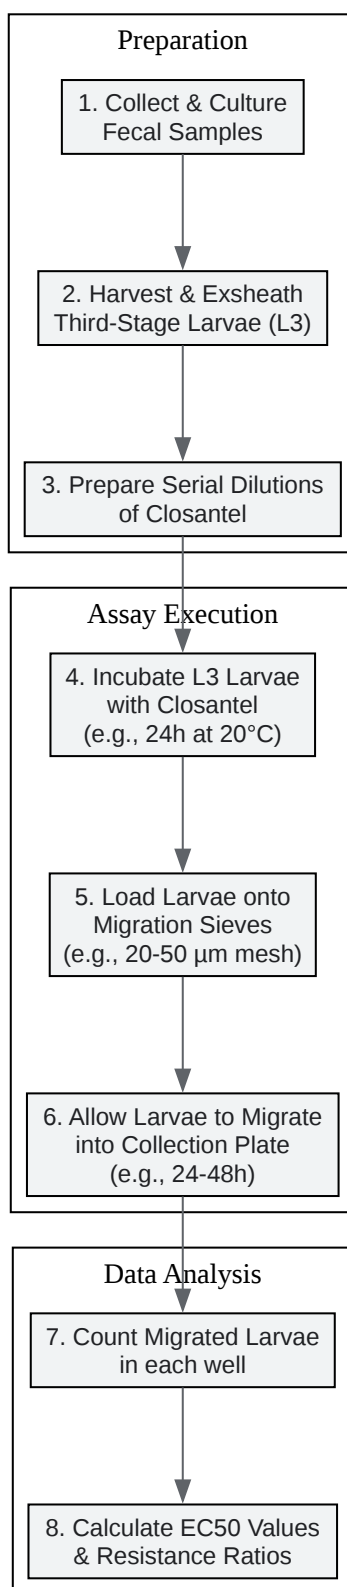 Preparation
1. Collect & Culture
Fecal Samples
2. Harvest & Exsheath
Third-Stage Larvae (L3)
3. Prepare Serial Dilutions
of Closantel
Assay Execution
4. Incubate L3 Larvae
with Closantel
(e.g., 24h at 20°C)
5. Load Larvae onto
Migration Sieves
(e.g., 20-50 µm mesh)
6. Allow Larvae to Migrate
into Collection Plate
(e.g., 24-48h)
Data Analysis
7. Count Migrated Larvae
in each well
8. Calculate EC50 Values
& Resistance Ratios